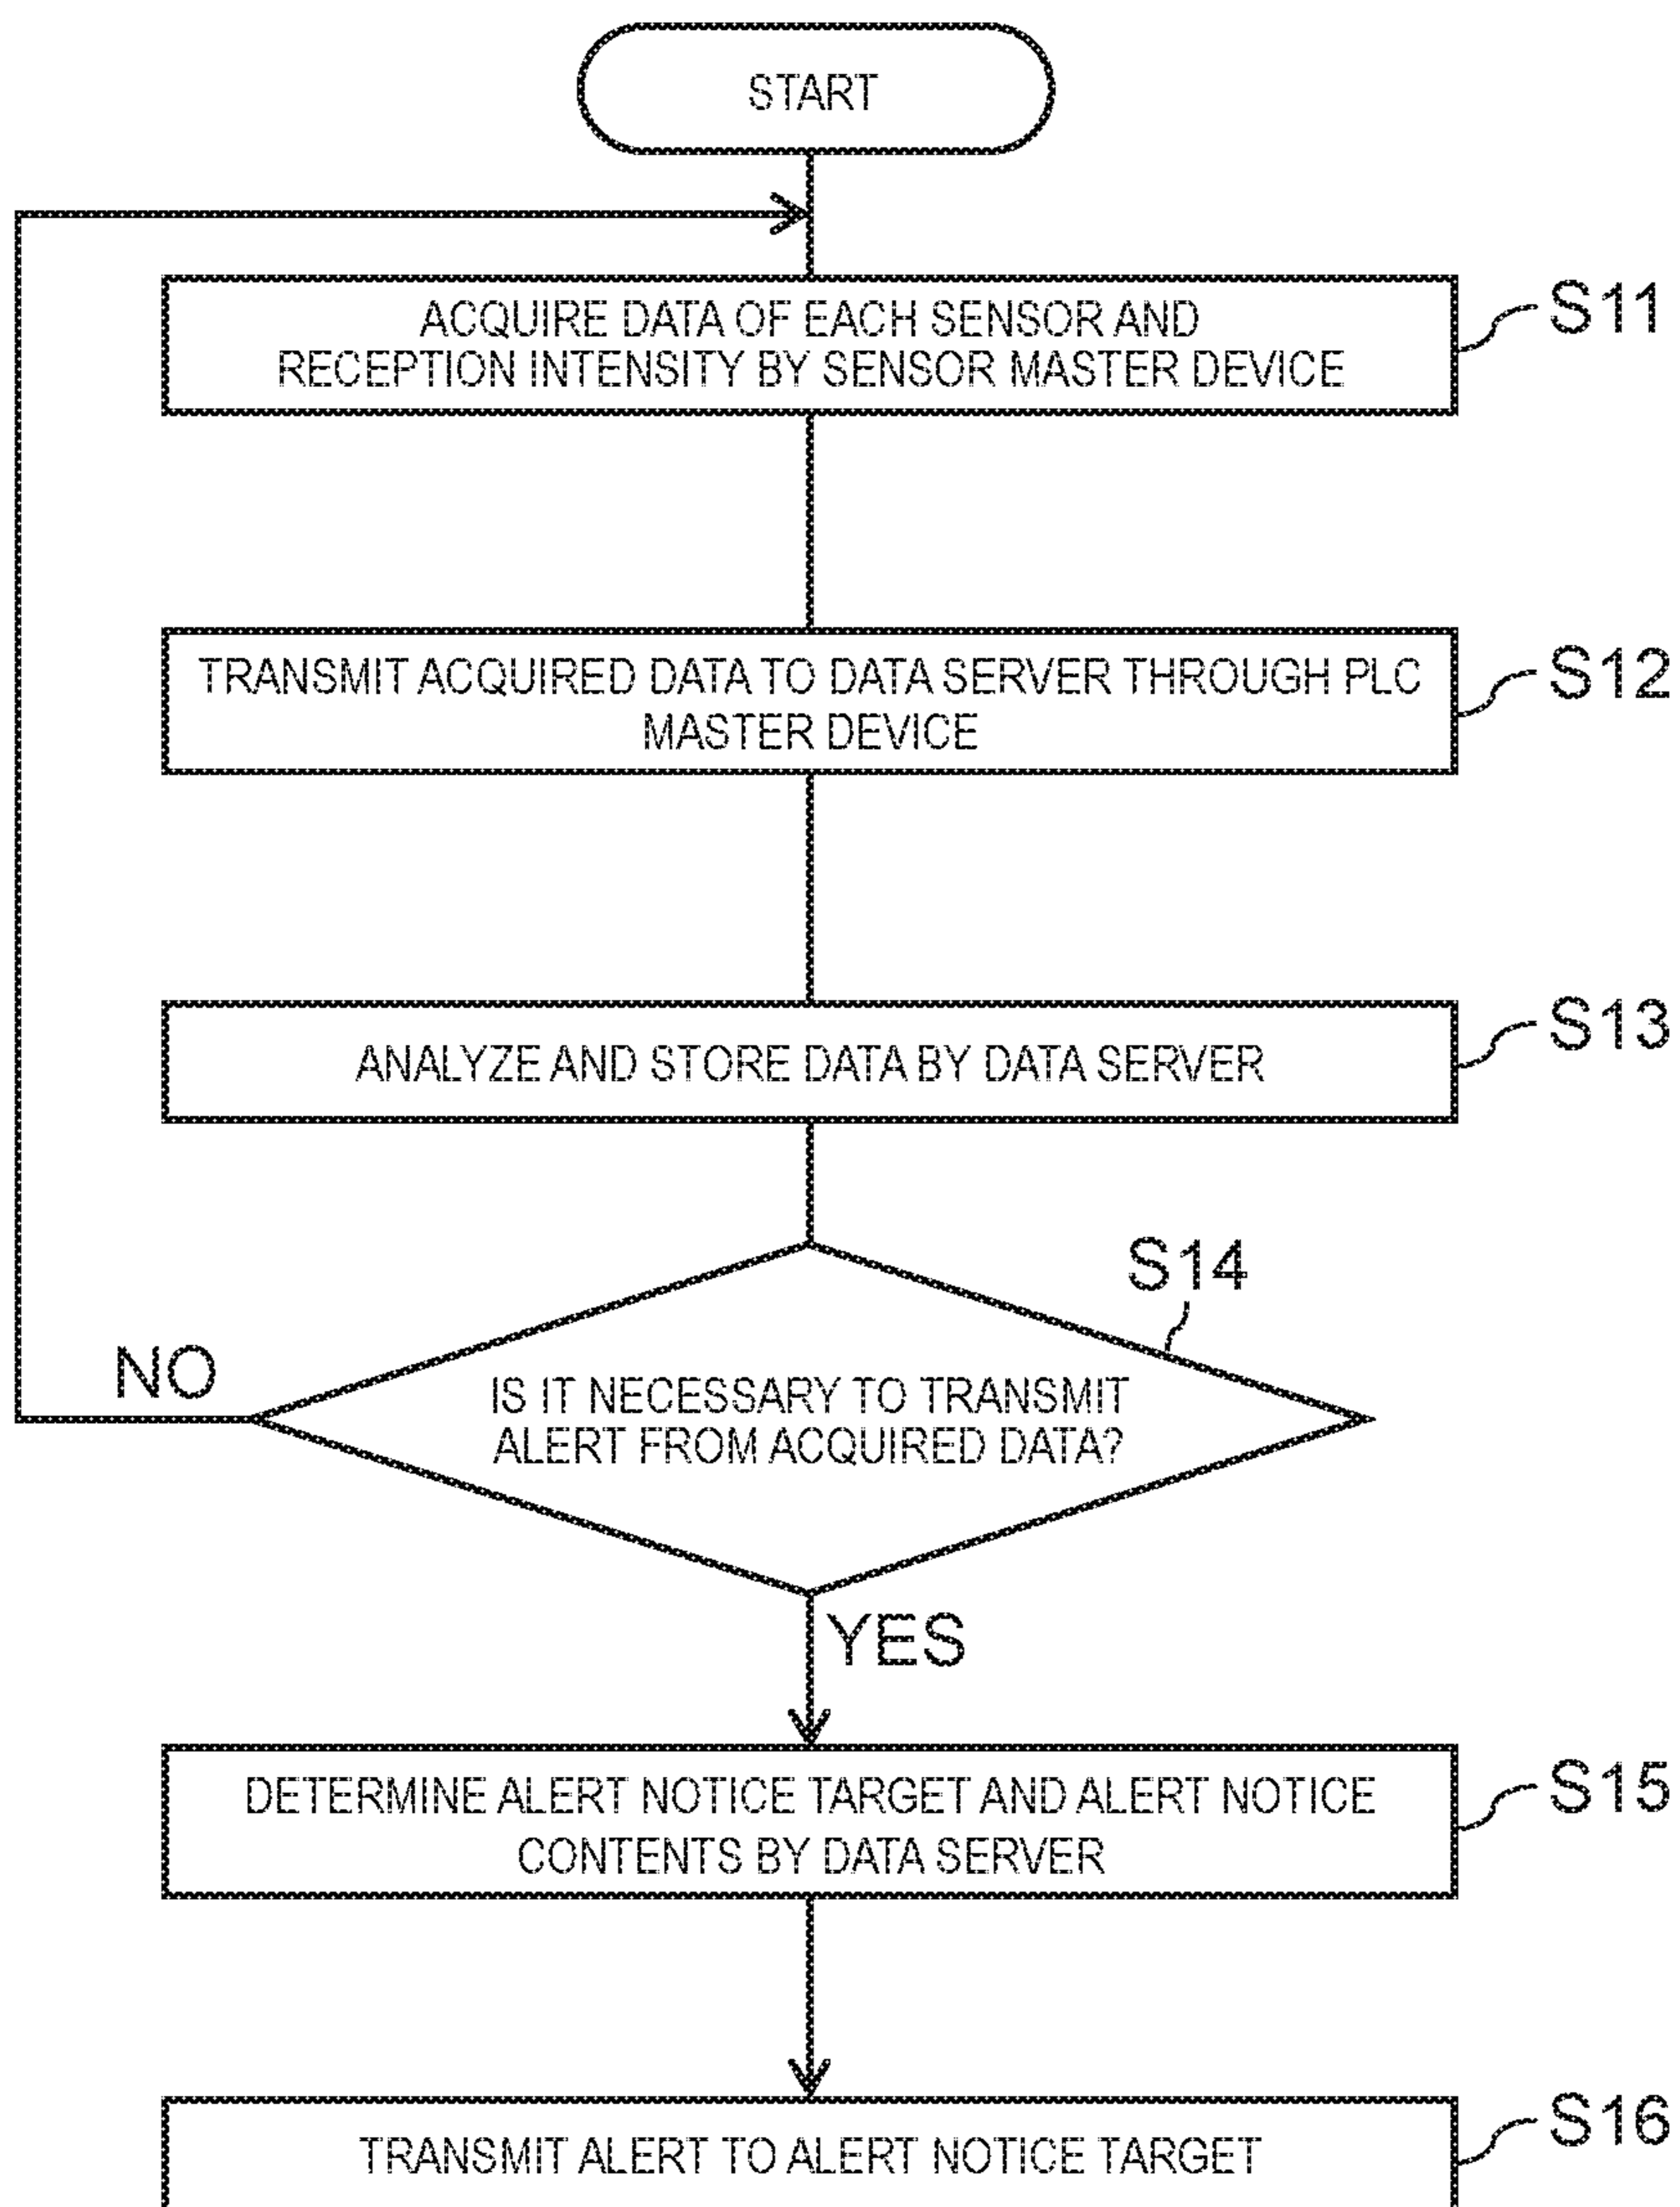 START
ACQUIRE DATA OF EACH SENSOR AND
RECEPTION INTENSITY BY SENSOR MASTER DEVICE
S11
TRANSMIT ACQUIRED DATA TO DATA SERVER THROUGH PLC
MASTER DEVICE
S12
ANALYZE AND STORE DATA BY DATA SERVER
S13
S14
NO
IS IT NECESSARY TO TRANSMIT
ALERT FROM ACQUIRED DATA?
YES
DETERMINE ALERT NOTICE TARGET AND ALERT NOTICE
CONTENTS BY DATA SERVER
S15
TRANSMIT ALERT TO ALERT NOTICE TARGET
S16